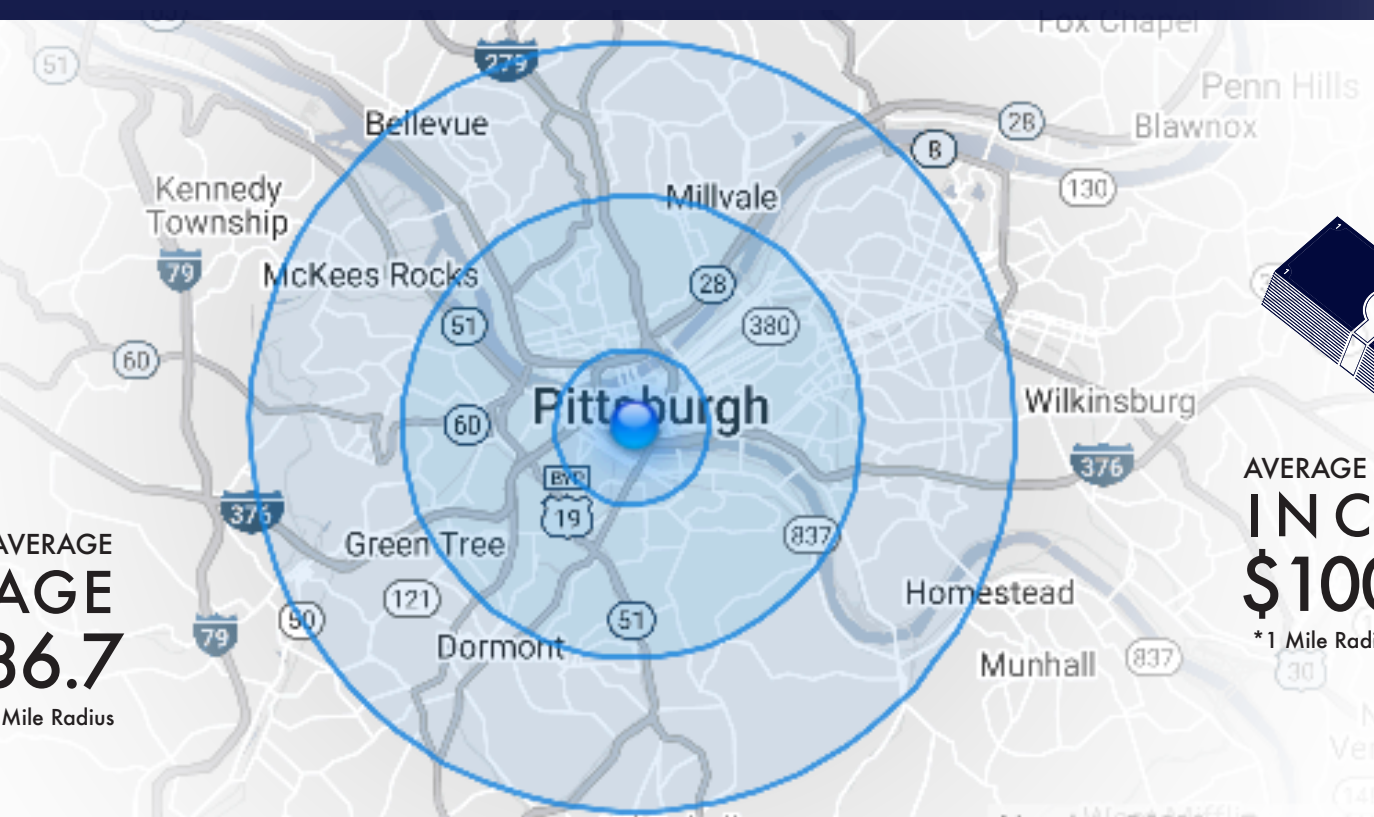 Fox Chapel
279
51
Penn Hills
Bellevue
28
Blawnox
8
Kennedy
Township
Millvale
130
79
McKees Rocks
28
51
380
60
Pittsburgh
Wilkinsburg
60
376
BYP
19
AVERAGE
376
INC
$100
837
AVERAGE
Green Tree
AGE
Homestead
121
50
51
*1 Mile Radi
79
36.7
Dormont
Munhall
837
30
Mile Radius